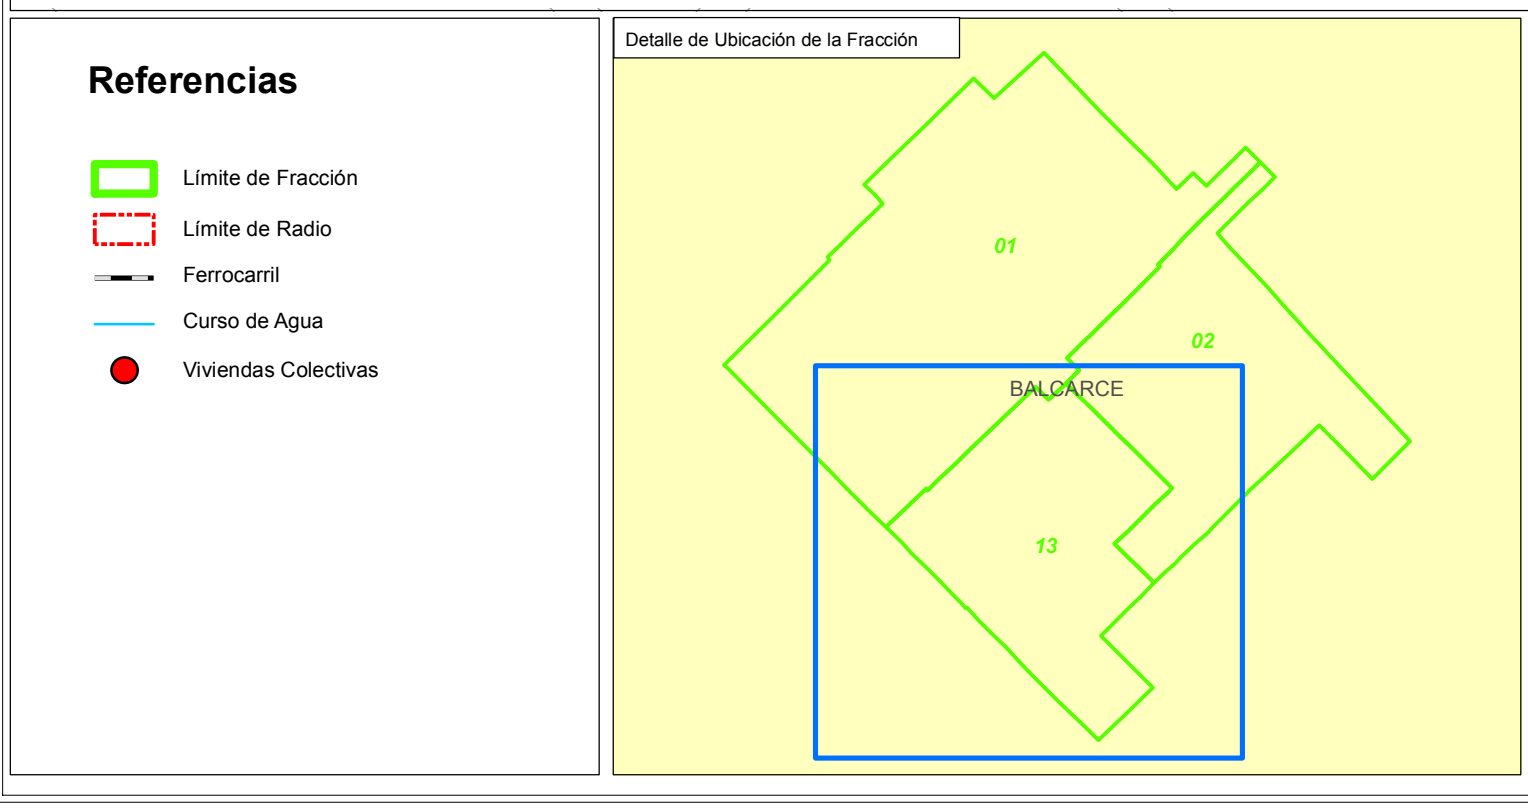 Referencias
Límite de Fracción
Límite de Radio
Ferrocarril
Curso de Agua
Viviendas Colectivas
Detalle de Ubicación de la Fracción
01
02
BALCARCE
13